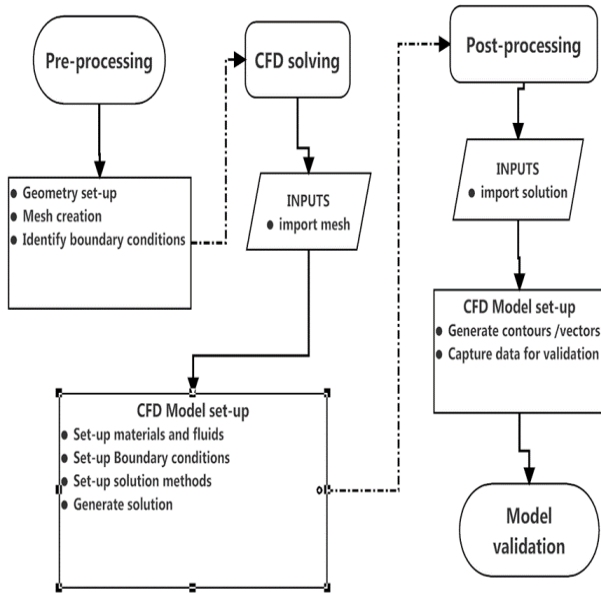 Pre-processing
● Geometry set-up
● Mesh creation
● Identify boundary conditions
CFD solving
INPUTS
● import mesh
CFD Model set-up
● Set-up materials and fluids
● Set-up Boundary conditions
● Set-up solution methods
● Generate solution
Post-processing
INPUTS
● import solution
CFD Model set-up
● Generate contours /vectors
● Capture data for validation
Model
validation